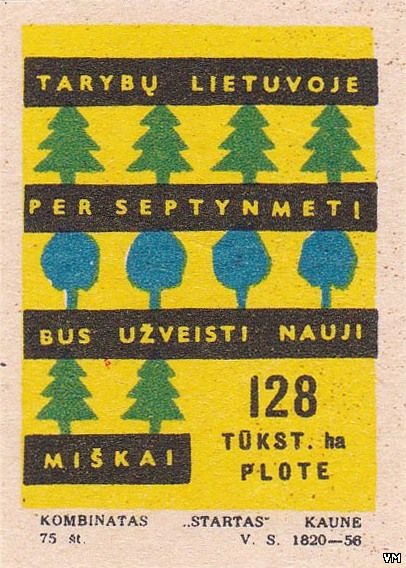 TARYBŲ LIETUVOJE
PER SEPTYNMETĮ
BUS UŽVEISTI NAUJI
MIŠKAI
128
TŪKST. ha
PLOTE
KOMBINATAS „STARTAS“ KAUNE
75 št. V. S. 1820—56
VM